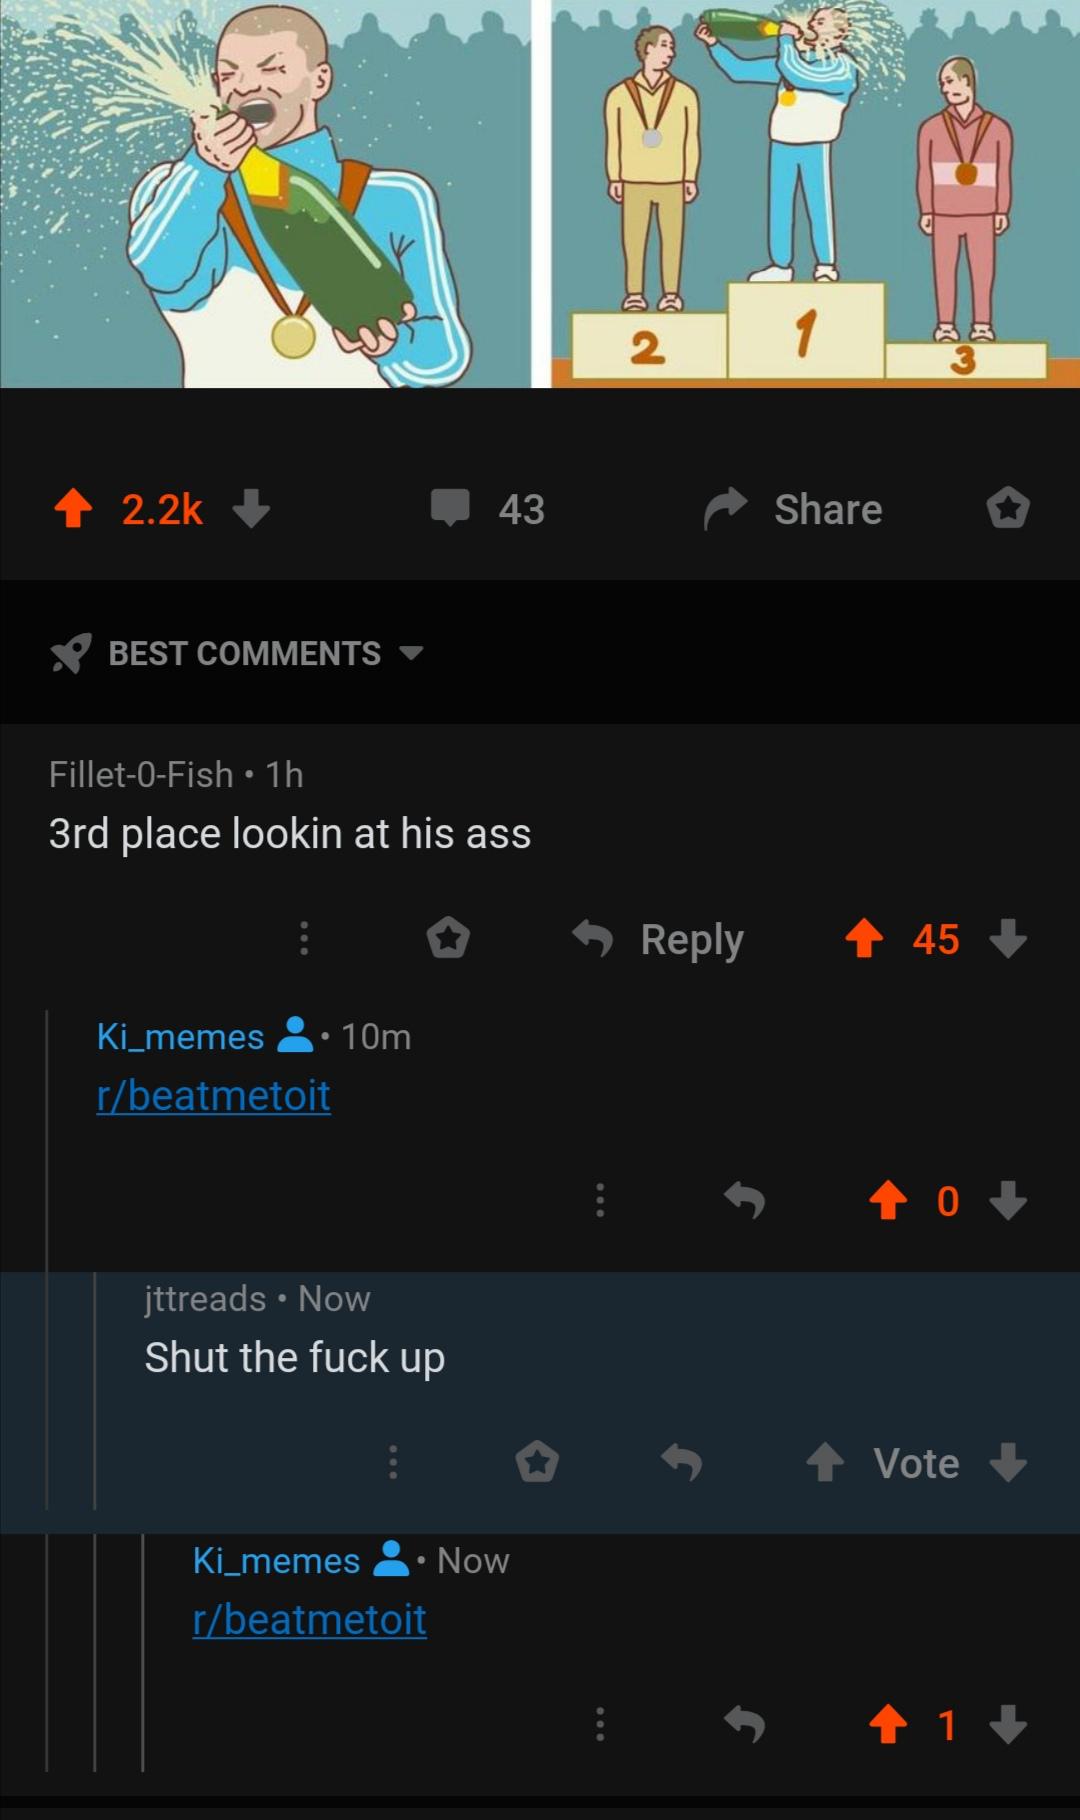 2
1
3
2.2k
43
Share
BEST COMMENTS
Fillet-0-Fish • 1h
3rd place lookin at his ass
Reply
45
Ki_memes • 10m
r/beatmetoit
0
jttreads • Now
Shut the fuck up
Vote
Ki_memes • Now
r/beatmetoit
1